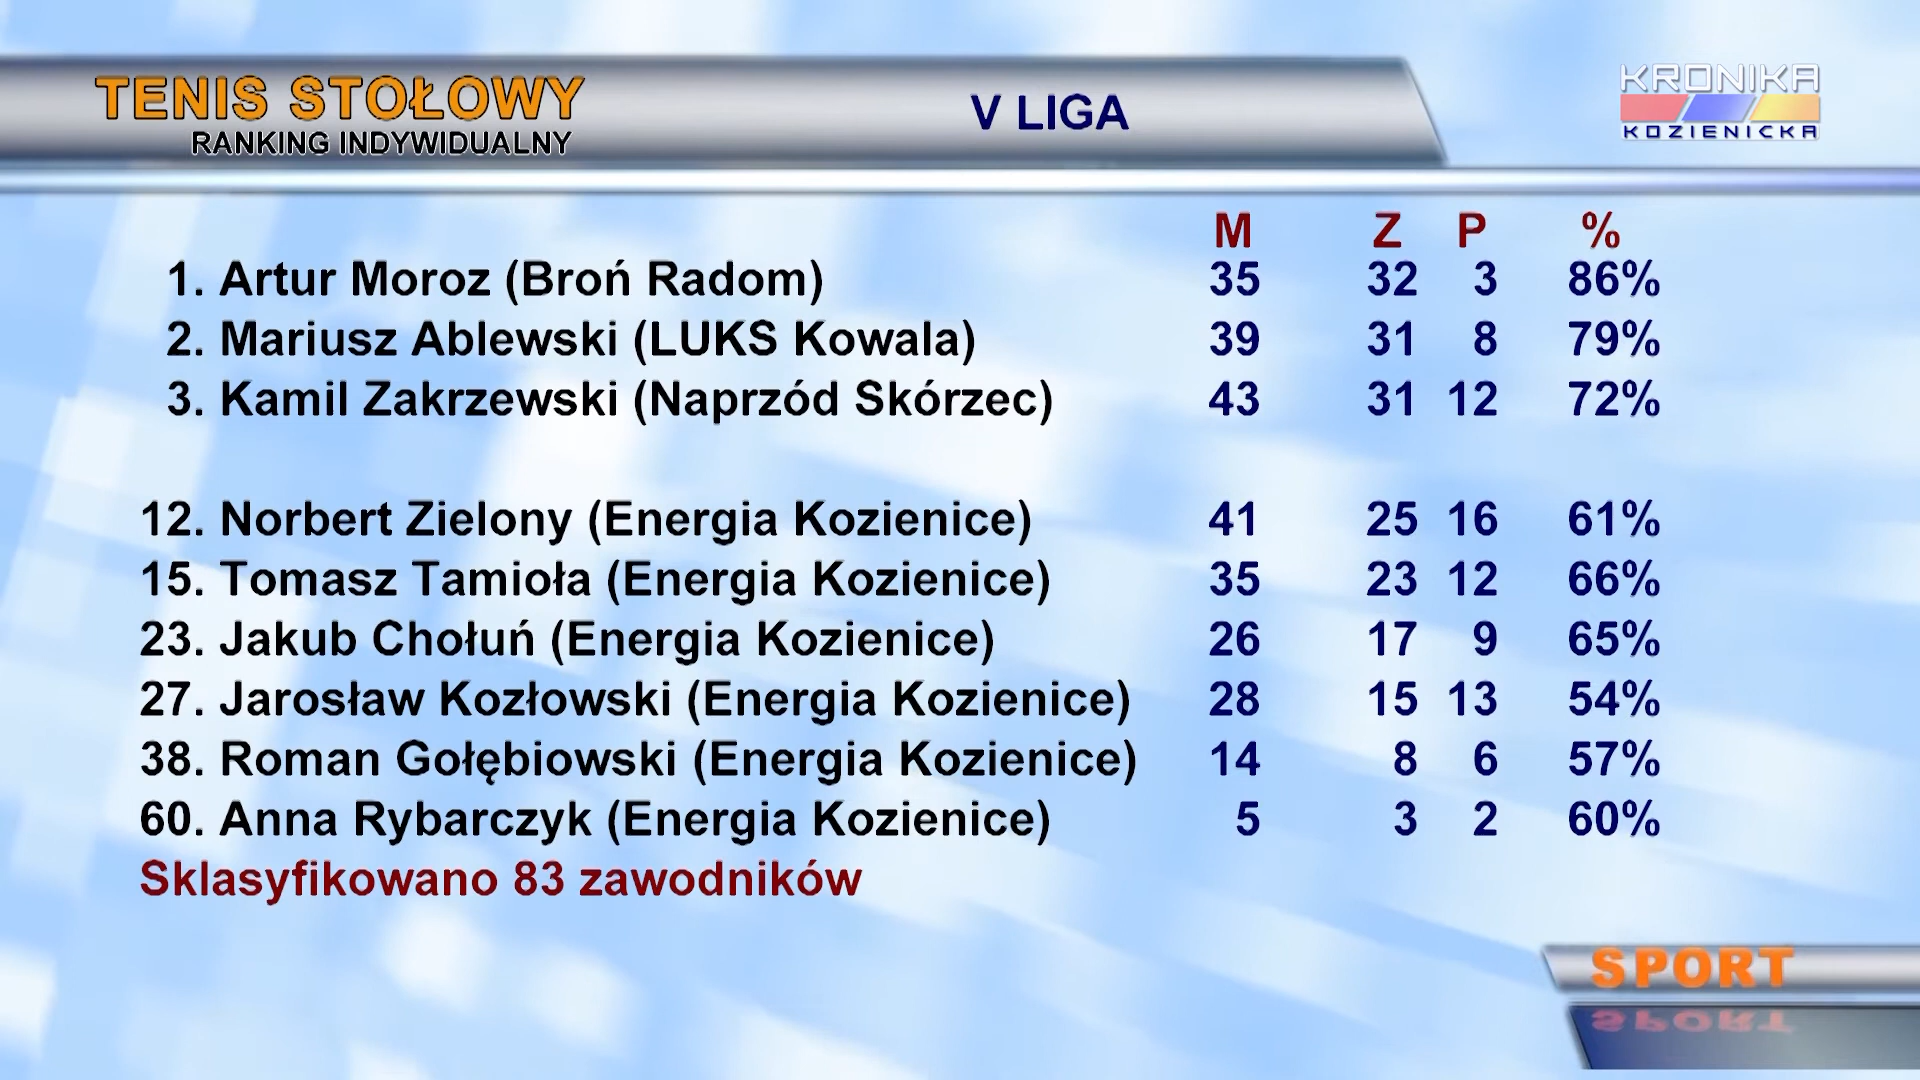 TENIS STOŁOWY
RANKING INDYWIDUALNY
V LIGA
KRONIKA
KOZIENICKA
M Z P %
1. Artur Moroz (Broń Radom) 35 32 3 86%
2. Mariusz Ablewski (LUKS Kowala) 39 31 8 79%
3. Kamil Zakrzewski (Naprzód Skórzec) 43 31 12 72%
12. Norbert Zielony (Energia Kozienice) 41 25 16 61%
15. Tomasz Tamioła (Energia Kozienice) 35 23 12 66%
23. Jakub Chołuń (Energia Kozienice) 26 17 9 65%
27. Jarosław Kozłowski (Energia Kozienice) 28 15 13 54%
38. Roman Gołębiowski (Energia Kozienice) 14 8 6 57%
60. Anna Rybarczyk (Energia Kozienice) 5 3 2 60%
Sklasyfikowano 83 zawodników
SPORT